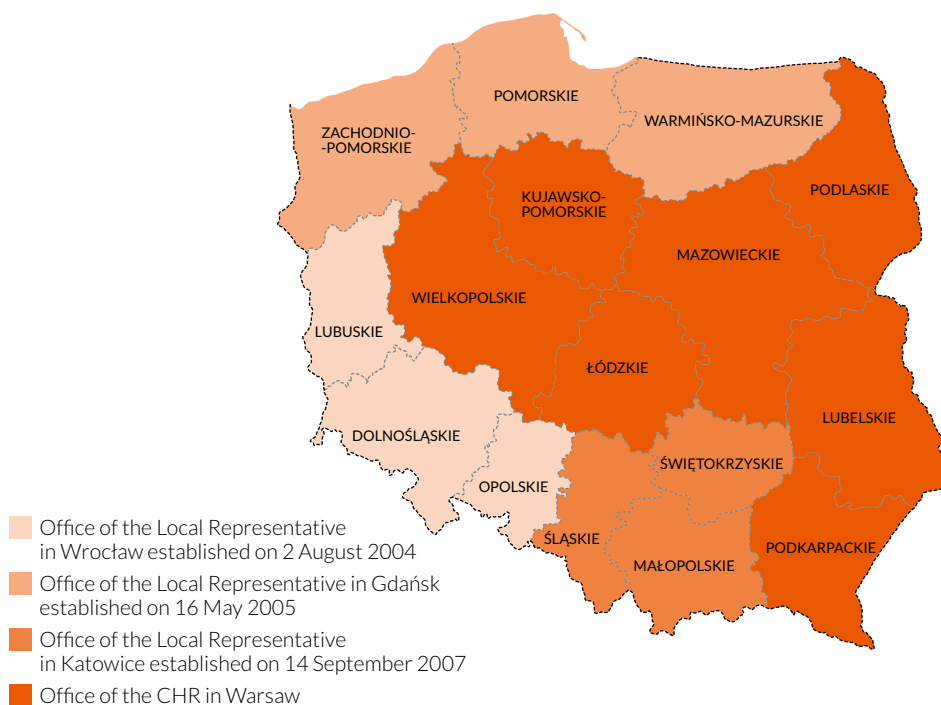 POMORSKIE
WARMIŃSKO-MAZURSKIE
ZACHODNIO-
-POMORSKIE
PODLASKIE
KUJAWSKO-
POMORSKIE
MAZOWIECKIE
WIELKOPOLSKIE
LUBUSKIE
ŁÓDZKIE
LUBELSKIE
DOLNOŚLĄSKIE
ŚWIĘTOKRZYSKIE
OPOLSKIE
ŚLĄSKIE
PODKARPACKIE
MAŁOPOLSKIE
Office of the Local Representative
in Wrocław established on 2 August 2004
Office of the Local Representative in Gdańsk
established on 16 May 2005
Office of the Local Representative
in Katowice established on 14 September 2007
Office of the CHR in Warsaw